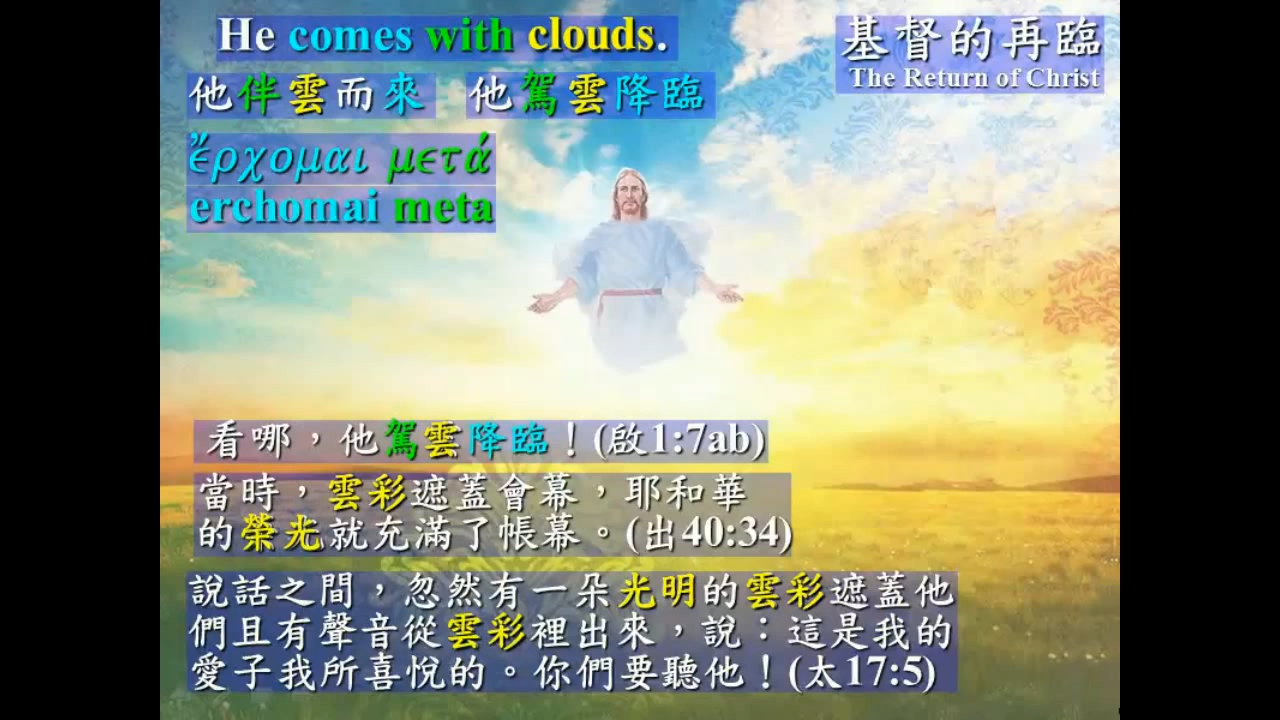 He comes with clouds.
基督的再臨
The Return of Christ
他伴雲而來 他駕雲降臨
ἔρχομαι μετά
erchomai meta
看哪，他駕雲降臨！(啟1:7ab)
當時，雲彩遮蓋會幕，耶和華
的榮光就充滿了帳幕。(出40:34)
說話之間，忽然有一朵光明的雲彩遮蓋他
們且有聲音從雲彩裡出來，說：這是我的
愛子我所喜悅的。你們要聽他！(太17:5)